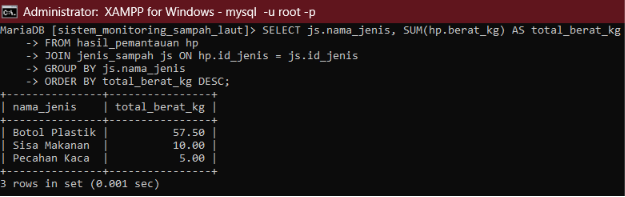 Administrator: XAMPP for Windows - mysql -u root -p
MariaDB [sistem_monitoring_sampah_laut]> SELECT js.nama_jenis, SUM(hp.berat_kg) AS total_berat_kg
    -> FROM hasil_pemantauan hp
    -> JOIN jenis_sampah js ON hp.id_jenis = js.id_jenis
    -> GROUP BY js.nama_jenis
    -> ORDER BY total_berat_kg DESC;
+---------------+----------------+
| nama_jenis    | total_berat_kg |
+---------------+----------------+
| Botol Plastik |          57.50 |
| Sisa Makanan  |          10.00 |
| Pecahan Kaca  |           5.00 |
+---------------+----------------+
3 rows in set (0.001 sec)